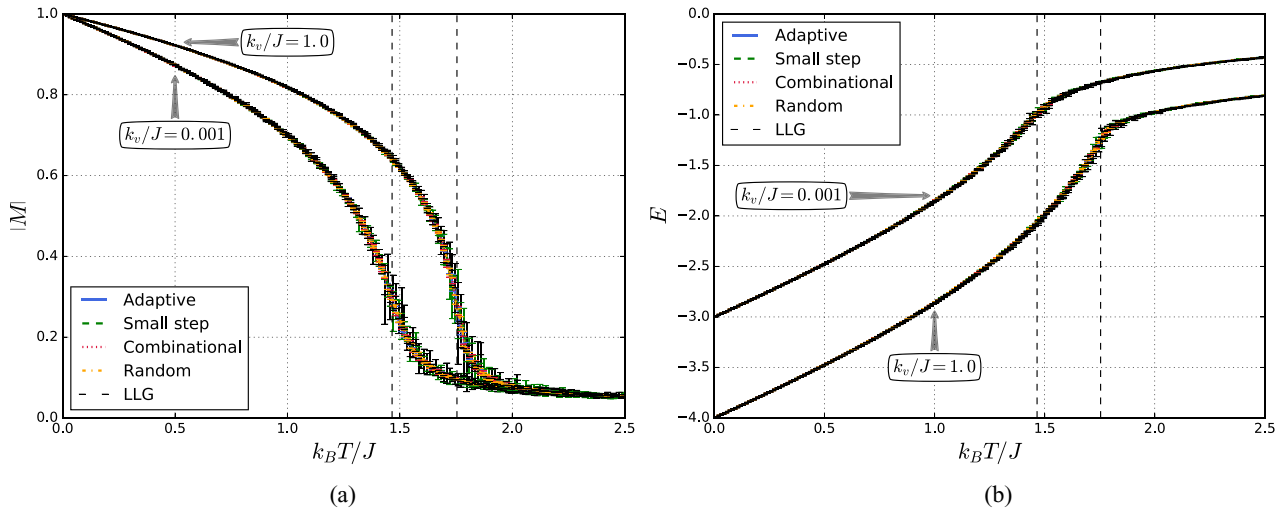 1.0
0.8
0.6
0.4
0.2
0.0
|M|
k_v/J = 1.0
k_v/J = 0.001
Adaptive
Small step
Combinational
Random
LLG
0.0 0.5 1.0 1.5 2.0 2.5
k_BT/J
(a)
0.0
−0.5
−1.0
−1.5
−2.0
−2.5
−3.0
−3.5
−4.0
E
Adaptive
Small step
Combinational
Random
LLG
k_v/J = 0.001
k_v/J = 1.0
0.0 0.5 1.0 1.5 2.0 2.5
k_BT/J
(b)